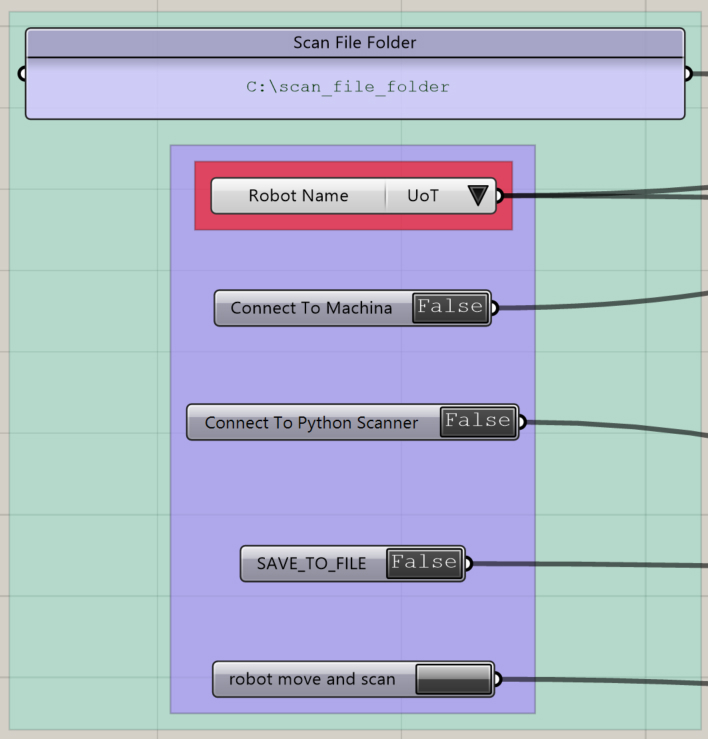 Scan File Folder
C:\scan_file_folder
Robot Name UoT
Connect To Machina False
Connect To Python Scanner False
SAVE_TO_FILE False
robot move and scan